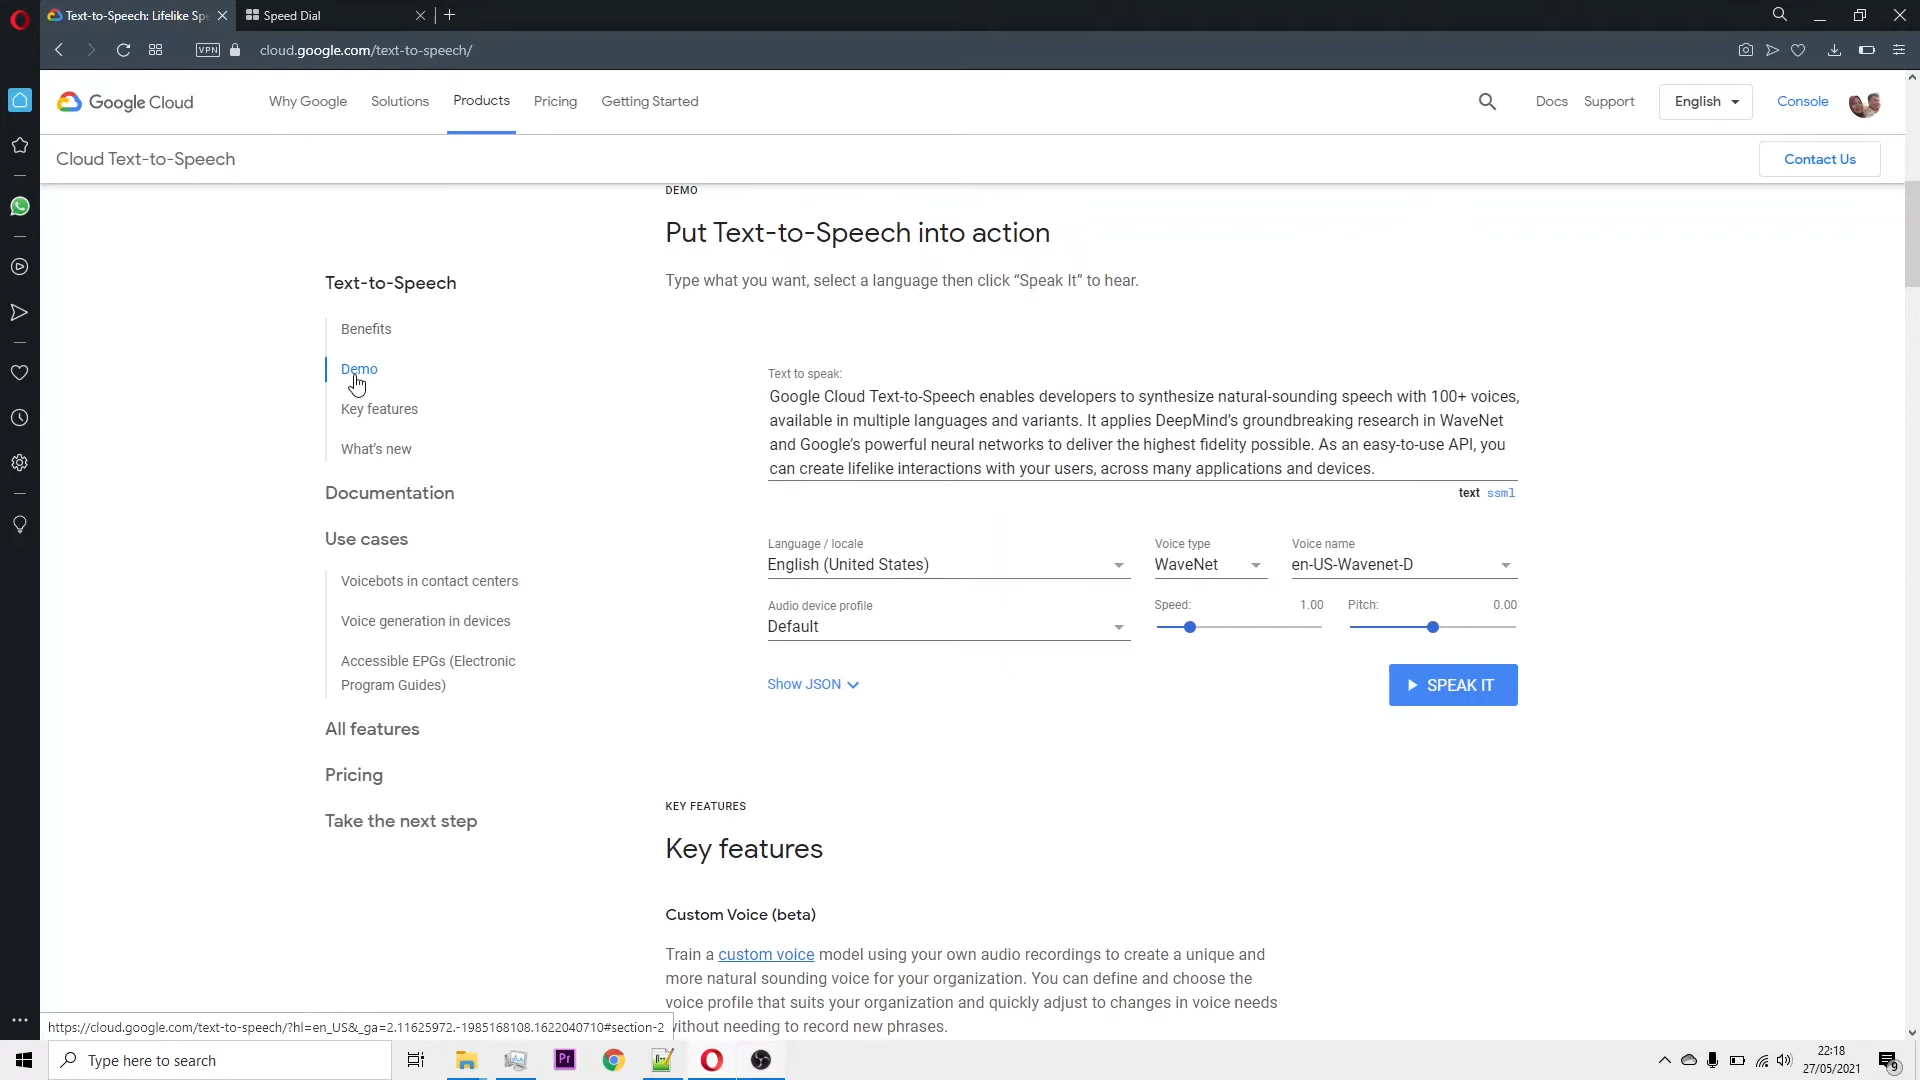 Text-to-Speech: Lifelike Spe
Speed Dial
VPN
cloud.google.com/text-to-speech/
Google Cloud
Why Google
Solutions
Products
Pricing
Getting Started
Docs
Support
English
Console
Cloud Text-to-Speech
Contact Us
Text-to-Speech
Benefits
Demo
Key features
What's new
Documentation
Use cases
Voicebots in contact centers
Voice generation in devices
Accessible EPGs (Electronic
Program Guides)
All features
Pricing
Take the next step
DEMO
Put Text-to-Speech into action
Type what you want, select a language then click “Speak It” to hear.
Text to speak:
Google Cloud Text-to-Speech enables developers to synthesize natural-sounding speech with 100+ voices,
available in multiple languages and variants. It applies DeepMind’s groundbreaking research in WaveNet
and Google’s powerful neural networks to deliver the highest fidelity possible. As an easy-to-use API, you
can create lifelike interactions with your users, across many applications and devices.
text ssml
Language / locale
English (United States)
Voice type
WaveNet
Voice name
en-US-Wavenet-D
Audio device profile
Default
Speed: 1.00
Pitch: 0.00
Show JSON
SPEAK IT
KEY FEATURES
Key features
Custom Voice (beta)
Train a custom voice model using your own audio recordings to create a unique and
more natural sounding voice for your organization. You can define and choose the
voice profile that suits your organization and quickly adjust to changes in voice needs
without needing to record new phrases.
https://cloud.google.com/text-to-speech/?hl=en_US&_ga=2.11625972.-1985168108.1622040710#section-2
Type here to search
Pr
22:18
27/05/2021
9